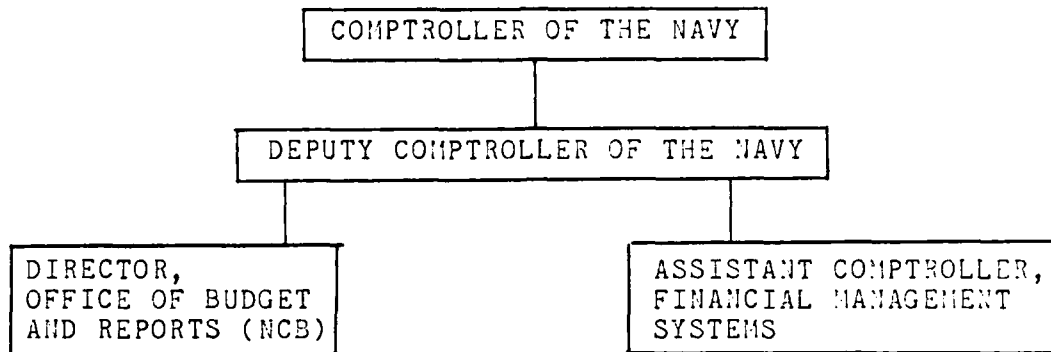 COMPTROLLER OF THE NAVY
DEPUTY COMPTROLLER OF THE NAVY
DIRECTOR,
OFFICE OF BUDGET
AND REPORTS (NCB)
ASSISTANT COMPTROLLER,
FINANCIAL MANAGEMENT
SYSTEMS